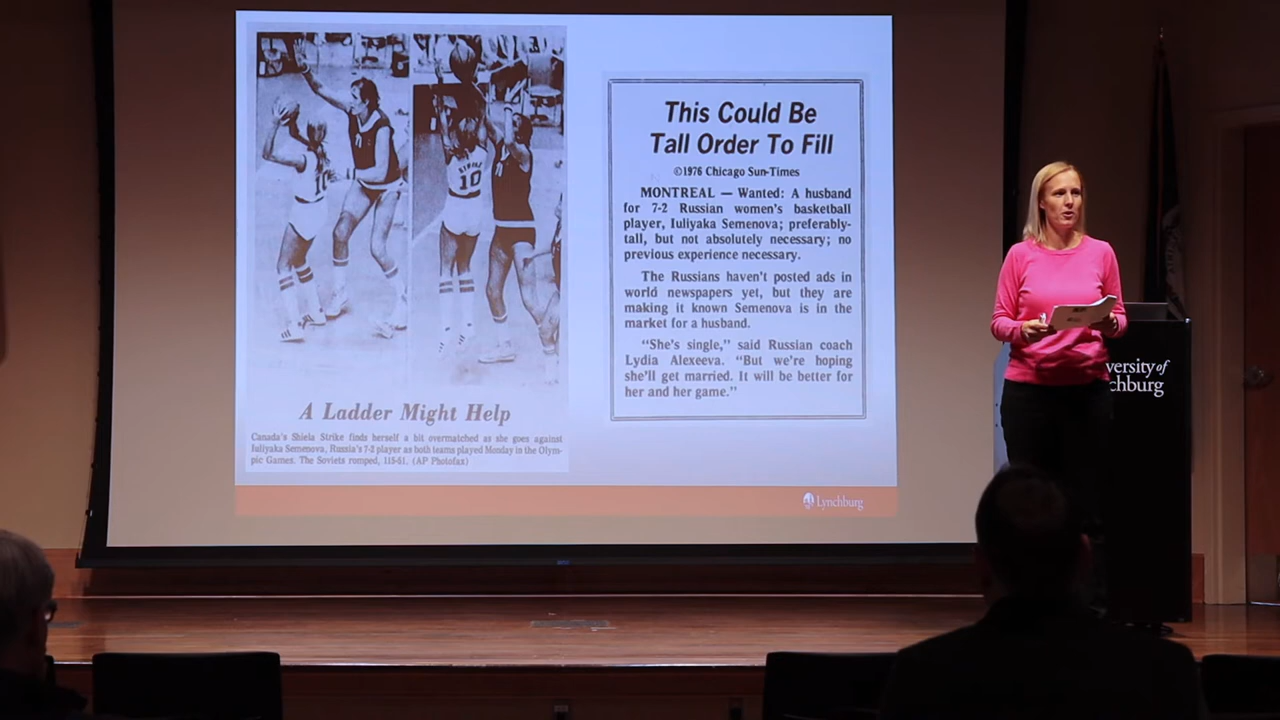 A Ladder Might Help
Canada's Shiela Strike finds herself a bit overmatched as she goes against
Iuliyaka Semenova, Russia's 7-2 player as both teams played Monday in the Olym-
pic Games. The Soviets romped, 115-51. (AP Photofax)
10
This Could Be
Tall Order To Fill
©1976 Chicago Sun-Times
MONTREAL — Wanted: A husband
for 7-2 Russian women's basketball
player, Iuliyaka Semenova; preferably-
tall, but not absolutely necessary; no
previous experience necessary.
The Russians haven't posted ads in
world newspapers yet, but they are
making it known Semenova is in the
market for a husband.
"She's single," said Russian coach
Lydia Alexeeva. "But we're hoping
she'll get married. It will be better for
her and her game."
Lynchburg
versity of
chburg